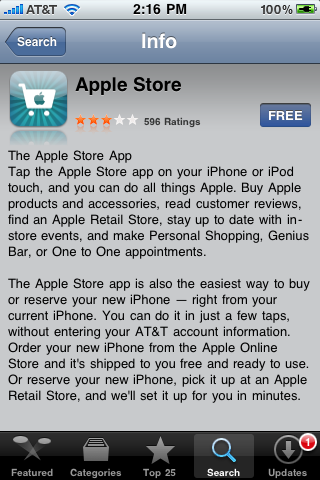 AT&T 2:16 PM 100%
Search Info
Apple Store
596 Ratings FREE
The Apple Store App
Tap the Apple Store app on your iPhone or iPod
touch, and you can do all things Apple. Buy Apple
products and accessories, read customer reviews,
find an Apple Retail Store, stay up to date with in-
store events, and make Personal Shopping, Genius
Bar, or One to One appointments.
The Apple Store app is also the easiest way to buy
or reserve your new iPhone — right from your
current iPhone. You can do it in just a few taps,
without entering your AT&T account information.
Order your new iPhone from the Apple Online
Store and it's shipped to you free and ready to use.
Or reserve your new iPhone, pick it up at an Apple
Retail Store, and we'll set it up for you in minutes.
1
Featured Categories Top 25 Search Updates